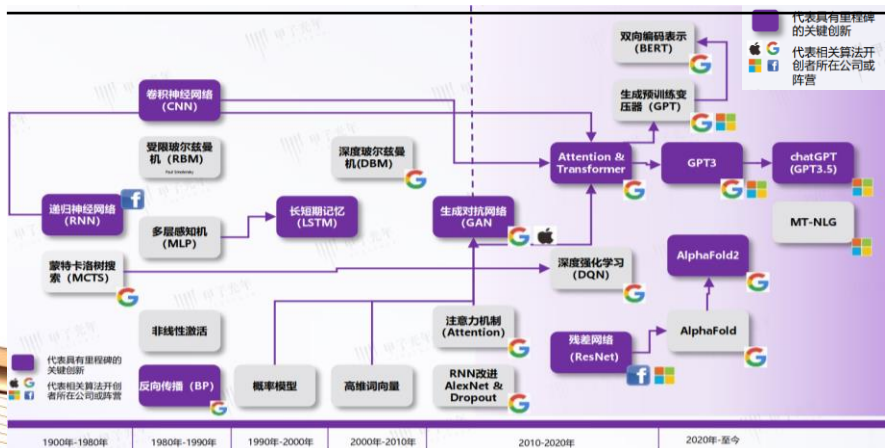 代表具有里程碑
的关键创新
代表相关算法开
创者所在公司或
阵营
双向编码表示
(BERT)
生成预训练变
压器(GPT)
卷积神经网络
(CNN)
受限玻尔兹曼
机(RBM)
深度玻尔兹曼
机(DBM)
Attention &
Transformer
GPT3
chatGPT
(GPT3.5)
递归神经网络
(RNN)
多层感知机
(MLP)
长短期记忆
(LSTM)
生成对抗网络
(GAN)
MT-NLG
蒙特卡洛树搜
索(MCTS)
深度强化学习
(DQN)
AlphaFold2
非线性激活
注意力机制
(Attention)
残差网络
(ResNet)
AlphaFold
代表具有里程碑的
关键创新
代表相关算法开创
者所在公司或阵营
反向传播(BP)
概率模型
高维词向量
RNN改进
AlexNet &
Dropout
1900年-1980年)
1980年-1990年)
1990年-2000年)
2000年-2010年)
2010-2020年)
2020年-至今